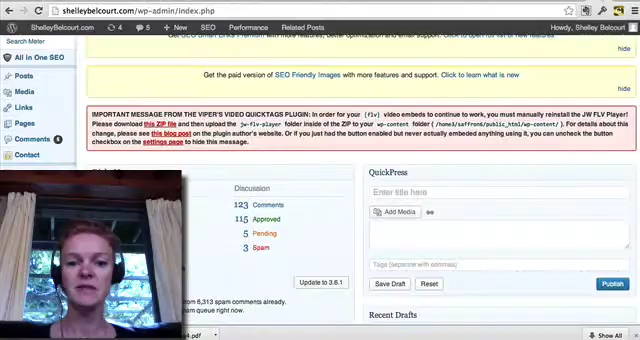 shelleybelcourt.com/wp-admin/index.php
ShelleyBelcourt.com 4 5 New SEO Performance Related Posts Howdy, Shelley Belcourt
Search Meter
All in One SEO
Posts
Media
Links
Pages
Comments 5
Contact
hide
Get the paid version of SEO Friendly Images with more features and support. Click to learn what is new
hide
IMPORTANT MESSAGE FROM THE VIPER'S VIDEO QUICKTAGS PLUGIN: In order for your [flv] video embeds to continue to work, you must manually reinstall the JW FLV Player!
Please download this ZIP file and then upload the jw-flv-player folder inside of the ZIP to your wp-content folder ( /home3/saffron5/public_html/wp-content/ ). For details about this
change, please see this blog post on the plugin author's website. Or if you just had the button enabled but never actually embeded anything using it, you can uncheck the button
checkbox on the settings page to hide this message.
Discussion
123 Comments
115 Approved
5 Pending
3 Spam
Update to 3.6.1
from 6,313 spam comments already.
am queue right now.
QuickPress
Enter title here
Add Media
Tags (separate with commas)
Save Draft Reset Publish
Recent Drafts
4.pdf
Show All